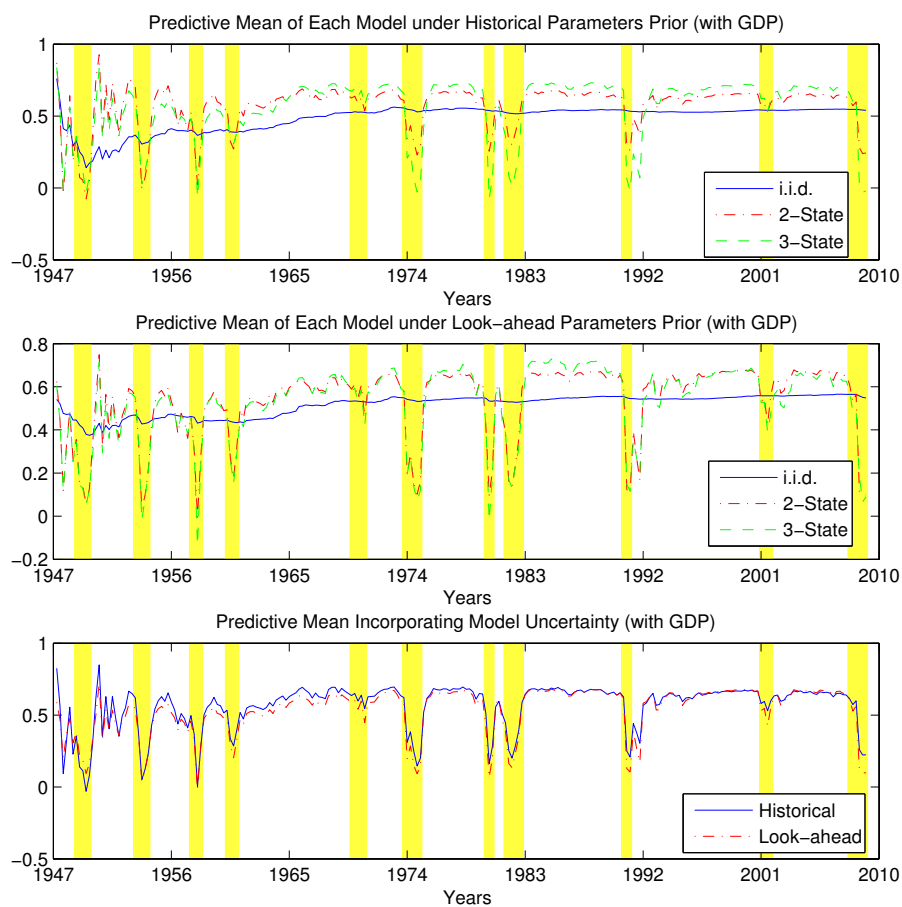 Predictive Mean of Each Model under Historical Parameters Prior (with GDP)
1
0.5
0
−0.5
1947 1956 1965 1974 1983 1992 2001 2010
Years
i.i.d.
2−State
3−State
Predictive Mean of Each Model under Look−ahead Parameters Prior (with GDP)
0.8
0.6
0.4
0.2
0
−0.2
1947 1956 1965 1974 1983 1992 2001 2010
Years
i.i.d.
2−State
3−State
Predictive Mean Incorporating Model Uncertainty (with GDP)
1
0.5
0
−0.5
1947 1956 1965 1974 1983 1992 2001 2010
Years
Historical
Look−ahead